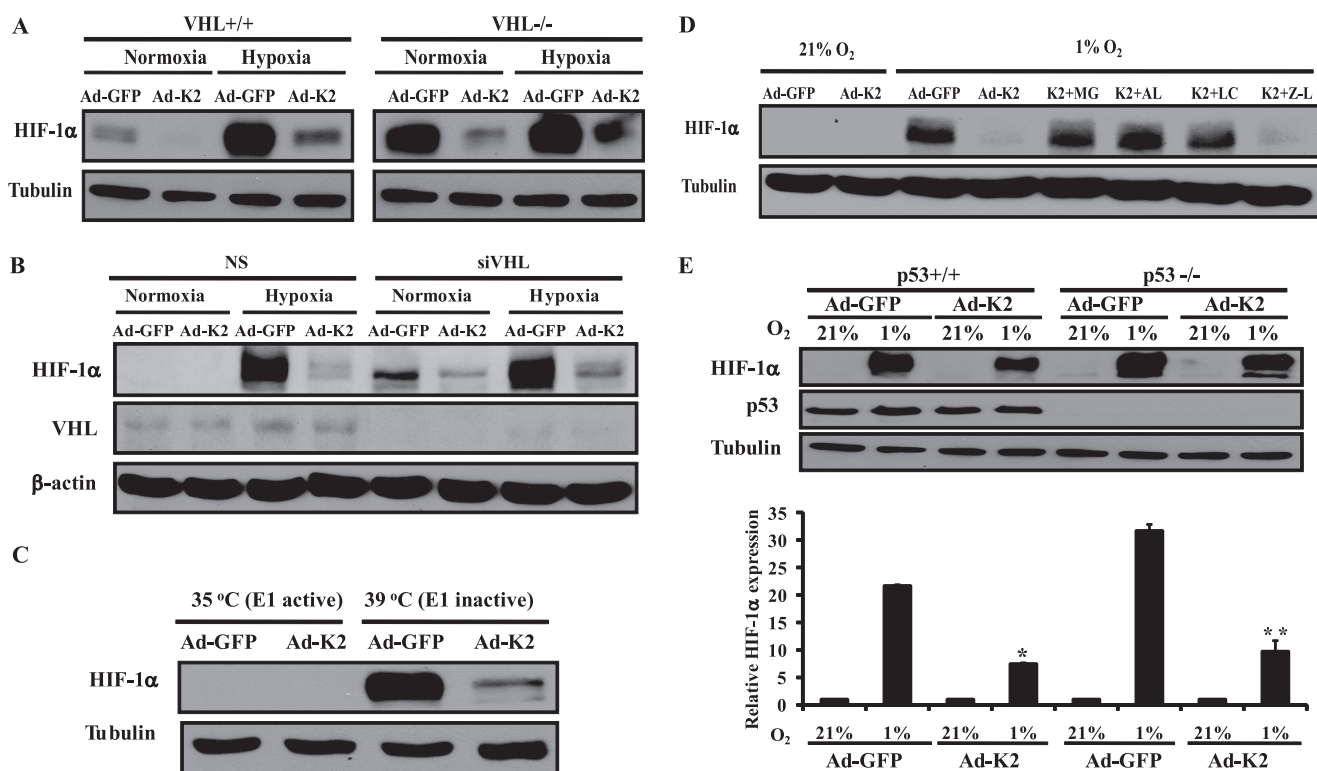 A
VHL+/+ VHL-/-
Normoxia Hypoxia Normoxia Hypoxia
Ad-GFP Ad-K2 Ad-GFP Ad-K2 Ad-GFP Ad-K2 Ad-GFP Ad-K2
HIF-1α
Tubulin
B
NS siVHL
Normoxia Hypoxia Normoxia Hypoxia
Ad-GFP Ad-K2 Ad-GFP Ad-K2 Ad-GFP Ad-K2 Ad-GFP Ad-K2
HIF-1α
VHL
β-actin
C
35 °C (E1 active) 39 °C (E1 inactive)
Ad-GFP Ad-K2 Ad-GFP Ad-K2
HIF-1α
Tubulin
D
21% O₂ 1% O₂
Ad-GFP Ad-K2 Ad-GFP Ad-K2 K2+MG K2+AL K2+LC K2+Z-L
HIF-1α
Tubulin
E
p53+/+ p53 -/-
Ad-GFP Ad-K2 Ad-GFP Ad-K2
O₂ 21% 1% 21% 1% 21% 1% 21% 1%
HIF-1α
p53
Tubulin
Relative HIF-1α expression
35
30
25
20
15
10
5
0
* **
O₂ 21% 1% 21% 1% 21% 1% 21% 1%
Ad-GFP Ad-K2 Ad-GFP Ad-K2